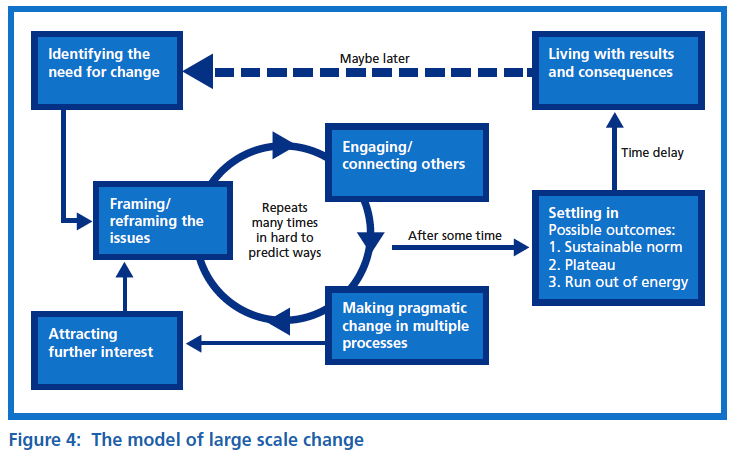 Identifying the
need for change
Maybe later
Living with results
and consequences
Engaging/
connecting others
Time delay
Framing/
reframing the
issues
Repeats
many times
in hard to
predict ways
After some time
Settling in
Possible outcomes:
1. Sustainable norm
2. Plateau
3. Run out of energy
Attracting
further interest
Making pragmatic
change in multiple
processes
Figure 4: The model of large scale change